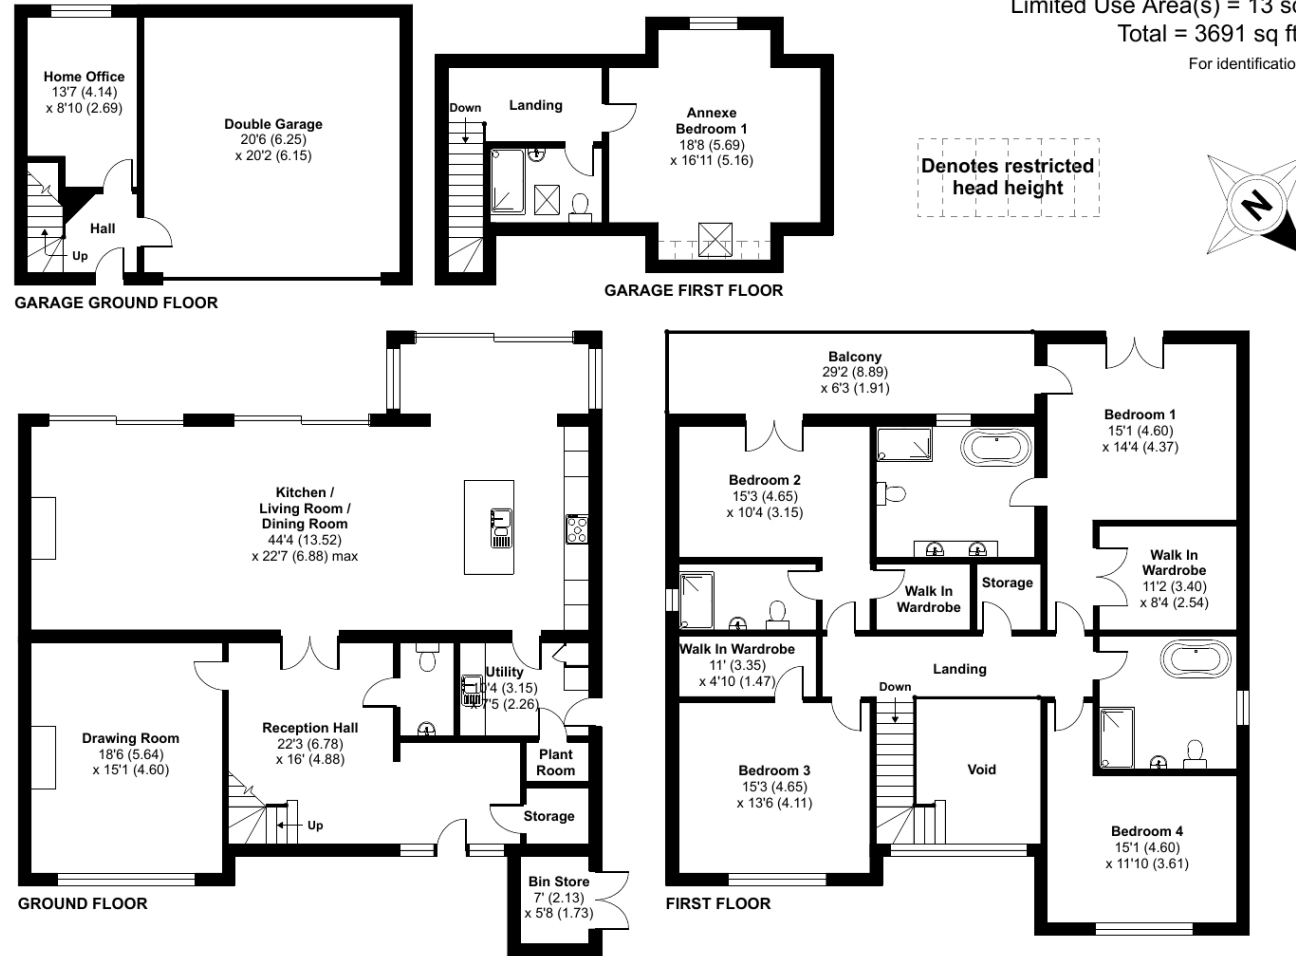 Limited Use Area(s) = 13 sq
Total = 3691 sq ft
For identificatio
Home Office
13'7 (4.14)
x 8'10 (2.69)
Double Garage
20'6 (6.25)
x 20'2 (6.15)
Hall
Up
GARAGE GROUND FLOOR
Down
Landing
Annexe
Bedroom 1
18'8 (5.69)
x 16'11 (5.16)
GARAGE FIRST FLOOR
Denotes restricted
head height
N
Kitchen /
Living Room /
Dining Room
44'4 (13.52)
x 22'7 (6.88) max
Utility
10'4 (3.15)
x 7'5 (2.26)
Drawing Room
18'6 (5.64)
x 15'1 (4.60)
Reception Hall
22'3 (6.78)
x 16' (4.88)
Plant
Room
Storage
Up
Bin Store
7' (2.13)
x 5'8 (1.73)
GROUND FLOOR
Balcony
29'2 (8.89)
x 6'3 (1.91)
Bedroom 1
15'1 (4.60)
x 14'4 (4.37)
Bedroom 2
15'3 (4.65)
x 10'4 (3.15)
Walk In
Wardrobe
11'2 (3.40)
x 8'4 (2.54)
Walk In
Wardrobe
Storage
Walk In Wardrobe
11' (3.35)
x 4'10 (1.47)
Landing
Down
Void
Bedroom 3
15'3 (4.65)
x 13'6 (4.11)
Bedroom 4
15'1 (4.60)
x 11'10 (3.61)
FIRST FLOOR